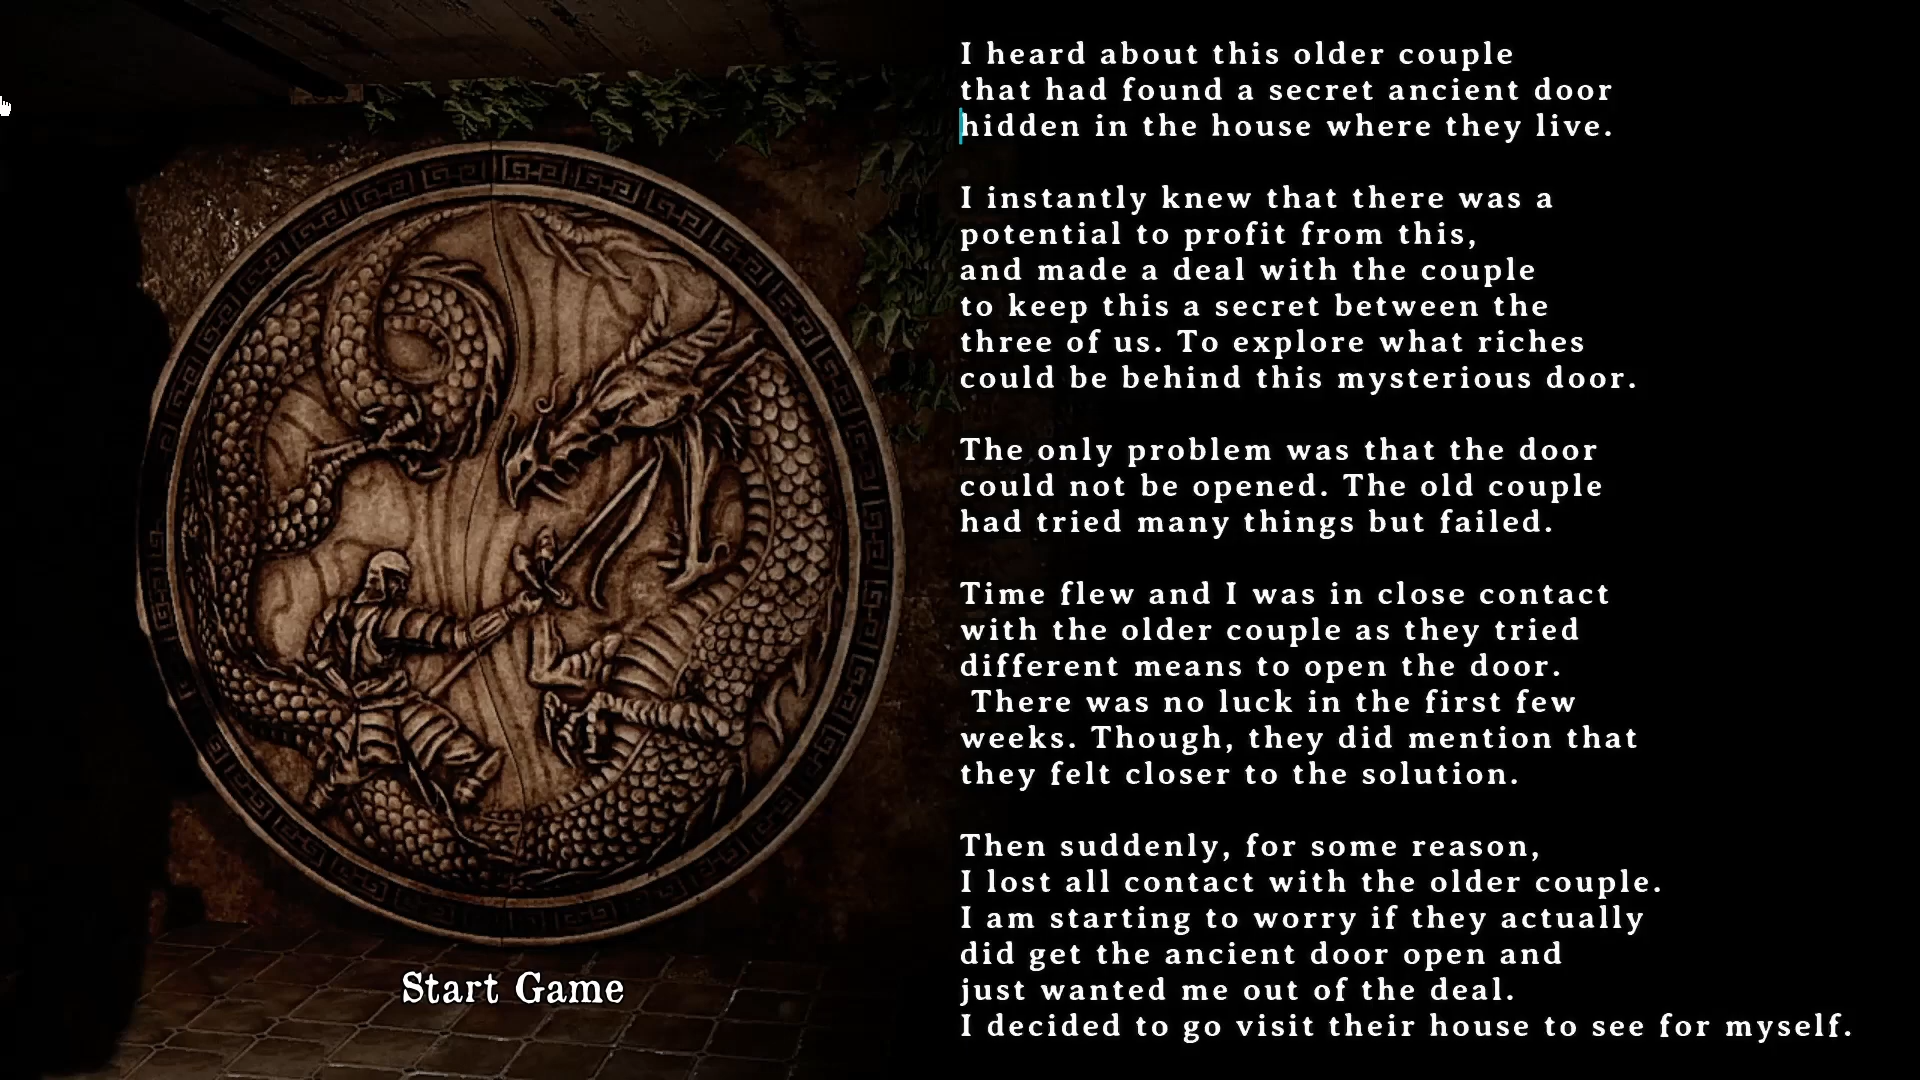 I heard about this older couple
that had found a secret ancient door
hidden in the house where they live.
I instantly knew that there was a
potential to profit from this,
and made a deal with the couple
to keep this a secret between the
three of us. To explore what riches
could be behind this mysterious door.
The only problem was that the door
could not be opened. The old couple
had tried many things but failed.
Time flew and I was in close contact
with the older couple as they tried
different means to open the door.
There was no luck in the first few
weeks. Though, they did mention that
they felt closer to the solution.
Then suddenly, for some reason,
I lost all contact with the older couple.
I am starting to worry if they actually
did get the ancient door open and
just wanted me out of the deal.
I decided to go visit their house to see for myself.
Start Game